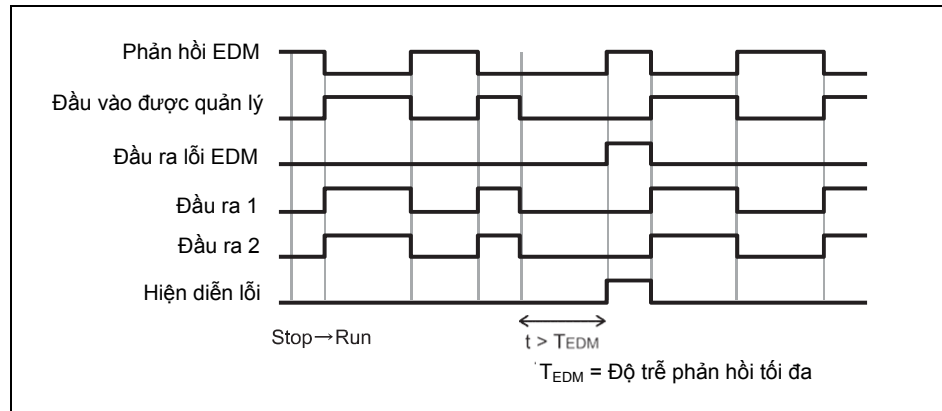 Phản hồi EDM
Đầu vào được quản lý
Đầu ra lỗi EDM
Đầu ra 1
Đầu ra 2
Hiện diễn lỗi
Stop→Run
t > TEDM
TEDM = Độ trễ phản hồi tối đa